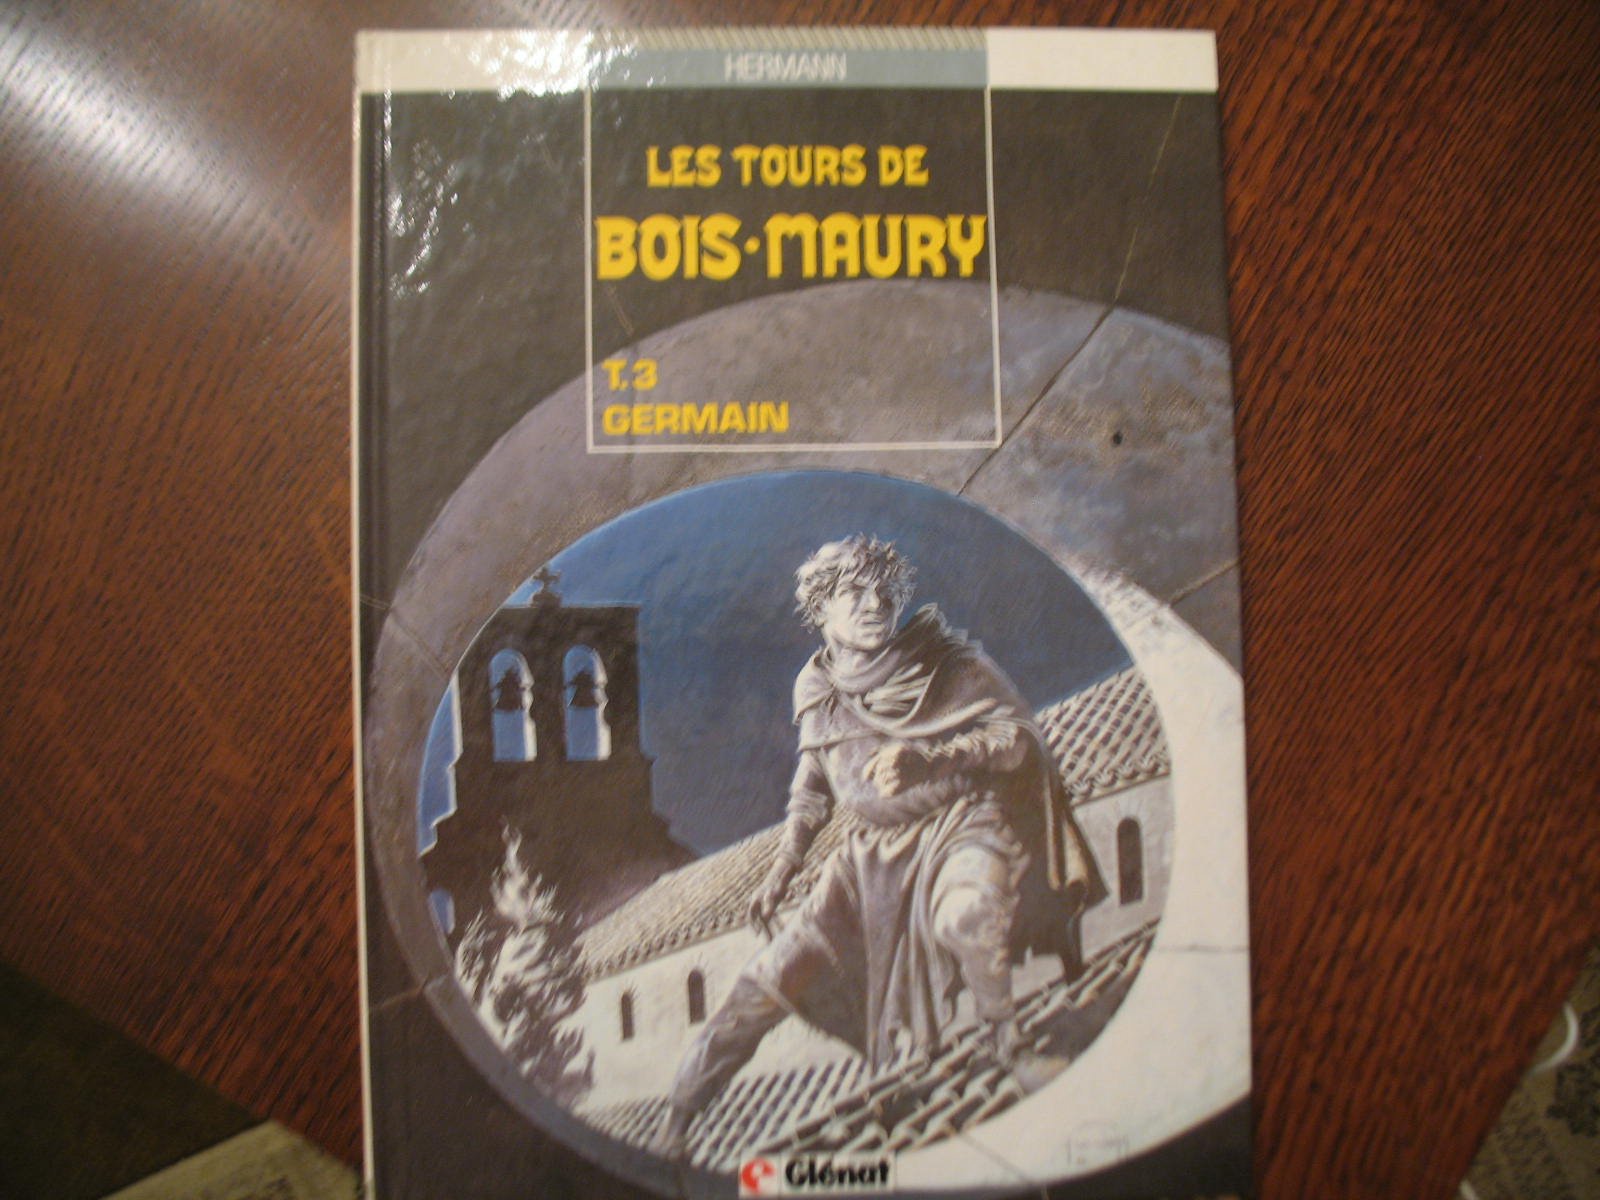 HERMANN
LES TOURS DE
BOIS·MAURY
T.3
GERMAIN
Glénat